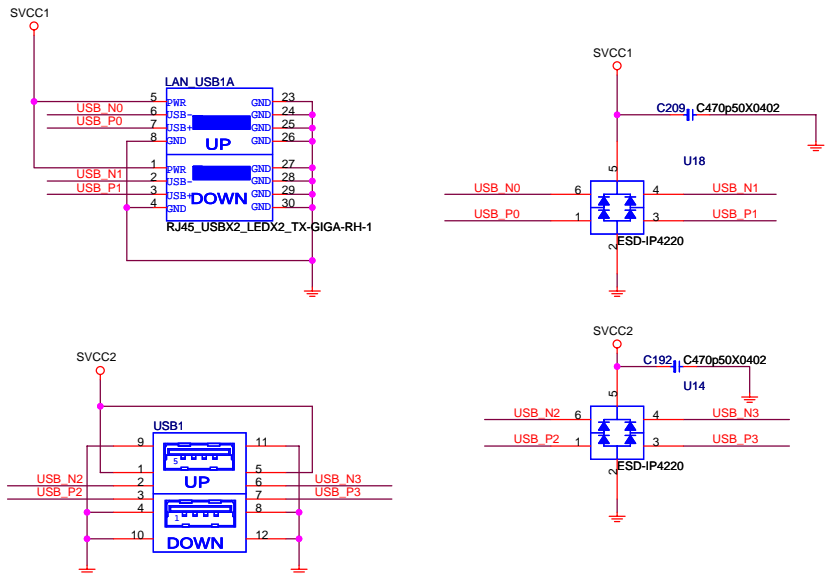 SVCC1
LAN_USB1A
5 PWR GND 23
USB_N0 6 USB- GND 24
USB_P0 7 USB+ GND 25
8 GND GND 26
UP
1 PWR GND 27
USB_N1 2 USB- GND 28
USB_P1 3 USB+ GND 29
4 GND GND 30
DOWN
RJ45_USBX2_LEDX2_TX-GIGA-RH-1
SVCC1
C209 C470p50X0402
U18
5
USB_N0 6 4 USB_N1
USB_P0 1 3 USB_P1
2
ESD-IP4220
SVCC2
USB1
9 11
5
1 5
UP
USB_N2 2 6 USB_N3
USB_P2 3 7 USB_P3
4 8
1
10 12
DOWN
SVCC2
C192 C470p50X0402
U14
5
USB_N2 6 4 USB_N3
USB_P2 1 3 USB_P3
2
ESD-IP4220